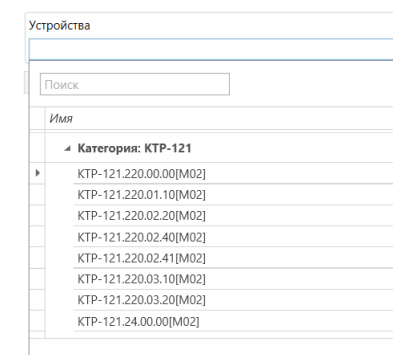 Устройства
Поиск
Имя
Категория: КТР-121
КТР-121.220.00.00[M02]
КТР-121.220.01.10[M02]
КТР-121.220.02.20[M02]
КТР-121.220.02.40[M02]
КТР-121.220.02.41[M02]
КТР-121.220.03.10[M02]
КТР-121.220.03.20[M02]
КТР-121.24.00.00[M02]